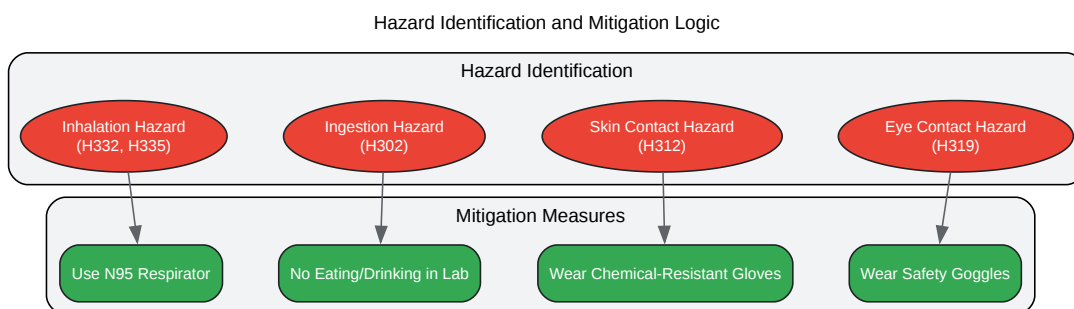 Hazard Identification and Mitigation Logic
Hazard Identification
Inhalation Hazard
(H332, H335)
Ingestion Hazard
(H302)
Skin Contact Hazard
(H312)
Eye Contact Hazard
(H319)
Mitigation Measures
Use N95 Respirator
No Eating/Drinking in Lab
Wear Chemical-Resistant Gloves
Wear Safety Goggles